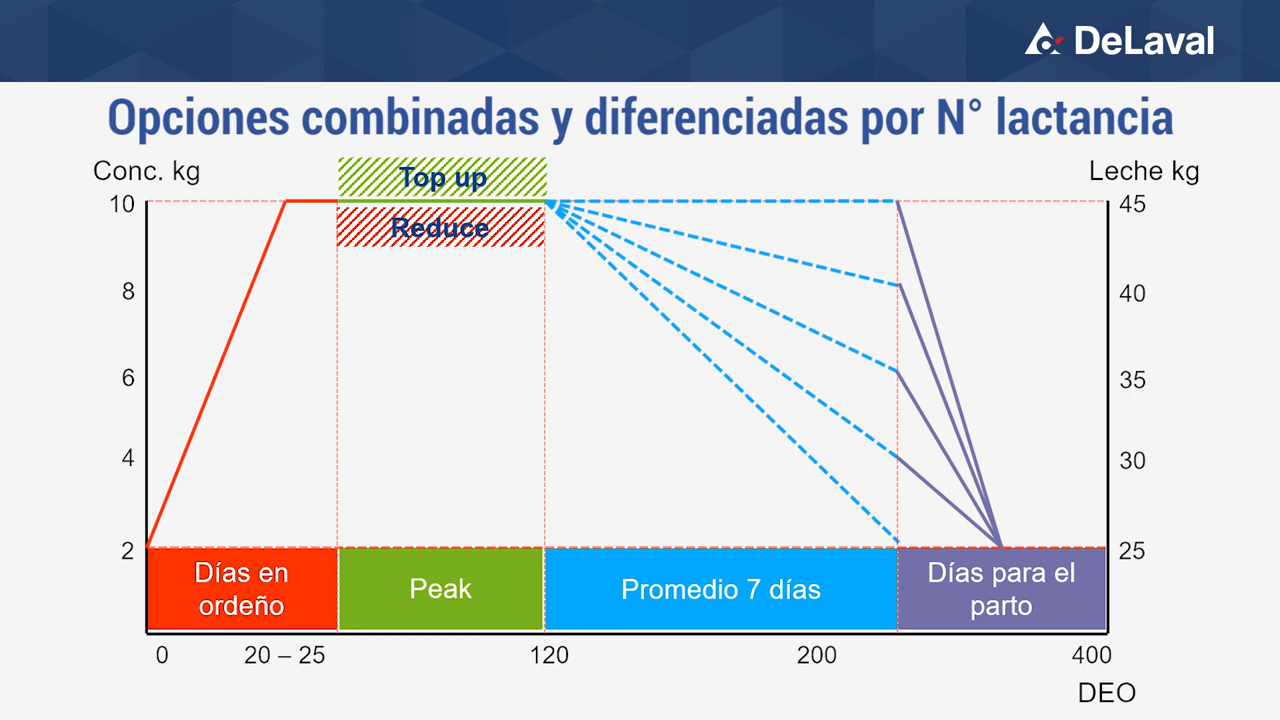 DeLaval
Opciones combinadas y diferenciadas por N° lactancia
Conc. kg
Top up
Leche kg
10
45
Reduce
8
40
6
35
4
30
2
25
Días en
ordeño
Peak
Promedio 7 días
Días para el
parto
0
20 – 25
120
200
400
DEO